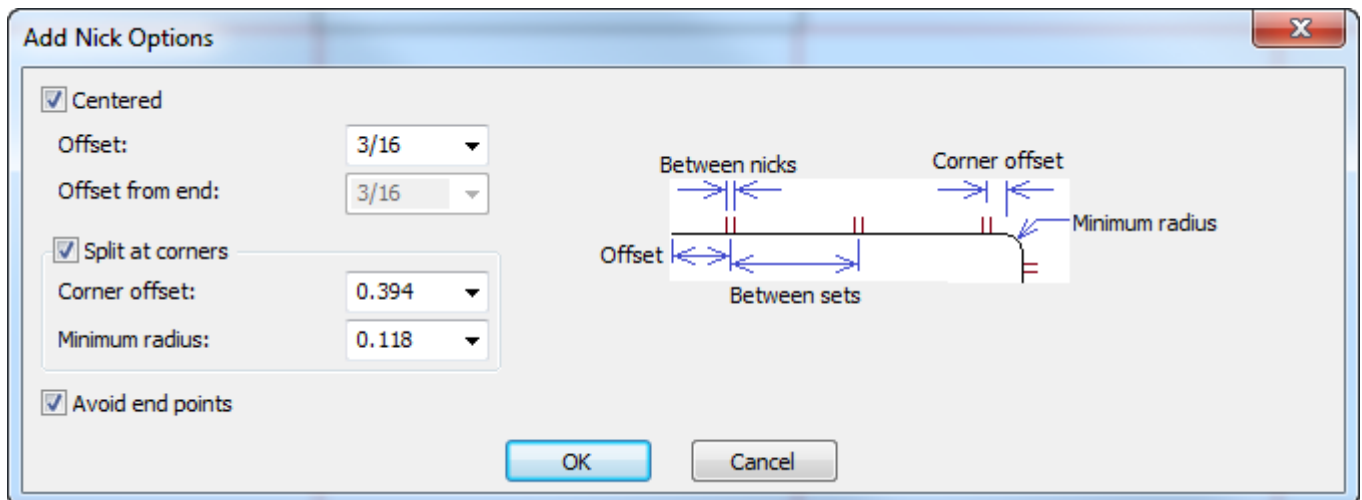 Add Nick Options
Centered
Offset: 3/16
Offset from end: 3/16
Split at corners
Corner offset: 0.394
Minimum radius: 0.118
Avoid end points
Between nicks
Corner offset
Minimum radius
Offset
Between sets
OK
Cancel